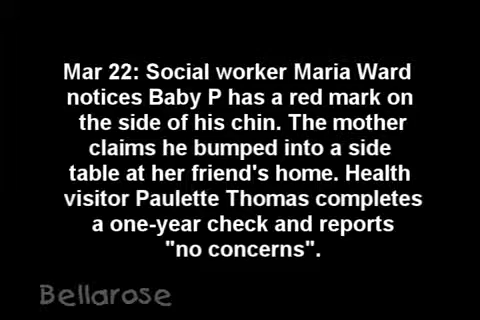 Mar 22: Social worker Maria Ward
notices Baby P has a red mark on
the side of his chin. The mother
claims he bumped into a side
table at her friend's home. Health
visitor Paulette Thomas completes
a one-year check and reports
"no concerns".
Bellarose